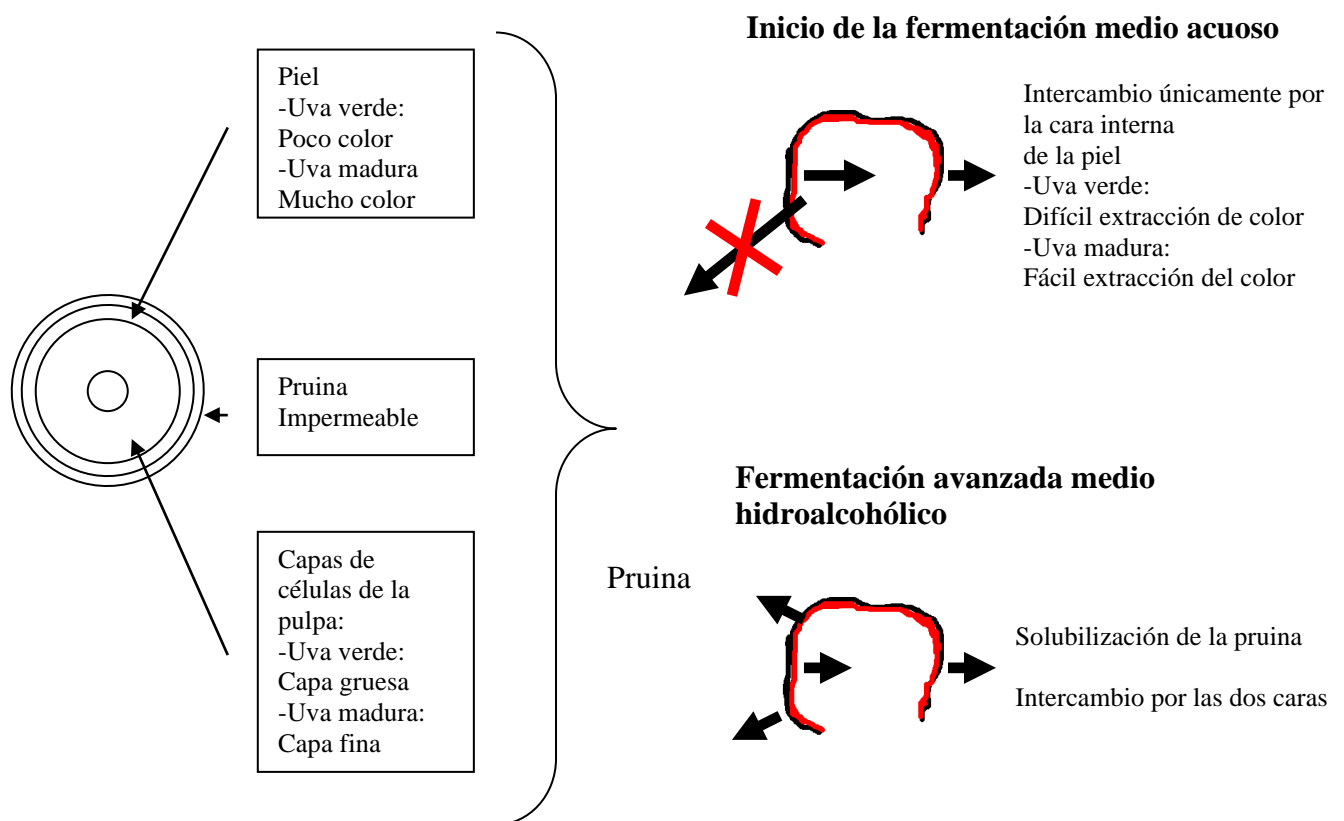 Piel
-Uva verde:
Poco color
-Uva madura
Mucho color
Pruina
Impermeable
Capas de
células de la
pulpa:
-Uva verde:
Capa gruesa
-Uva madura:
Capa fina
Inicio de la fermentación medio acuoso
Intercambio únicamente por
la cara interna
de la piel
-Uva verde:
Difícil extracción de color
-Uva madura:
Fácil extracción del color
Fermentación avanzada medio
hidroalcohólico
Pruina
Solubilización de la pruina
Intercambio por las dos caras